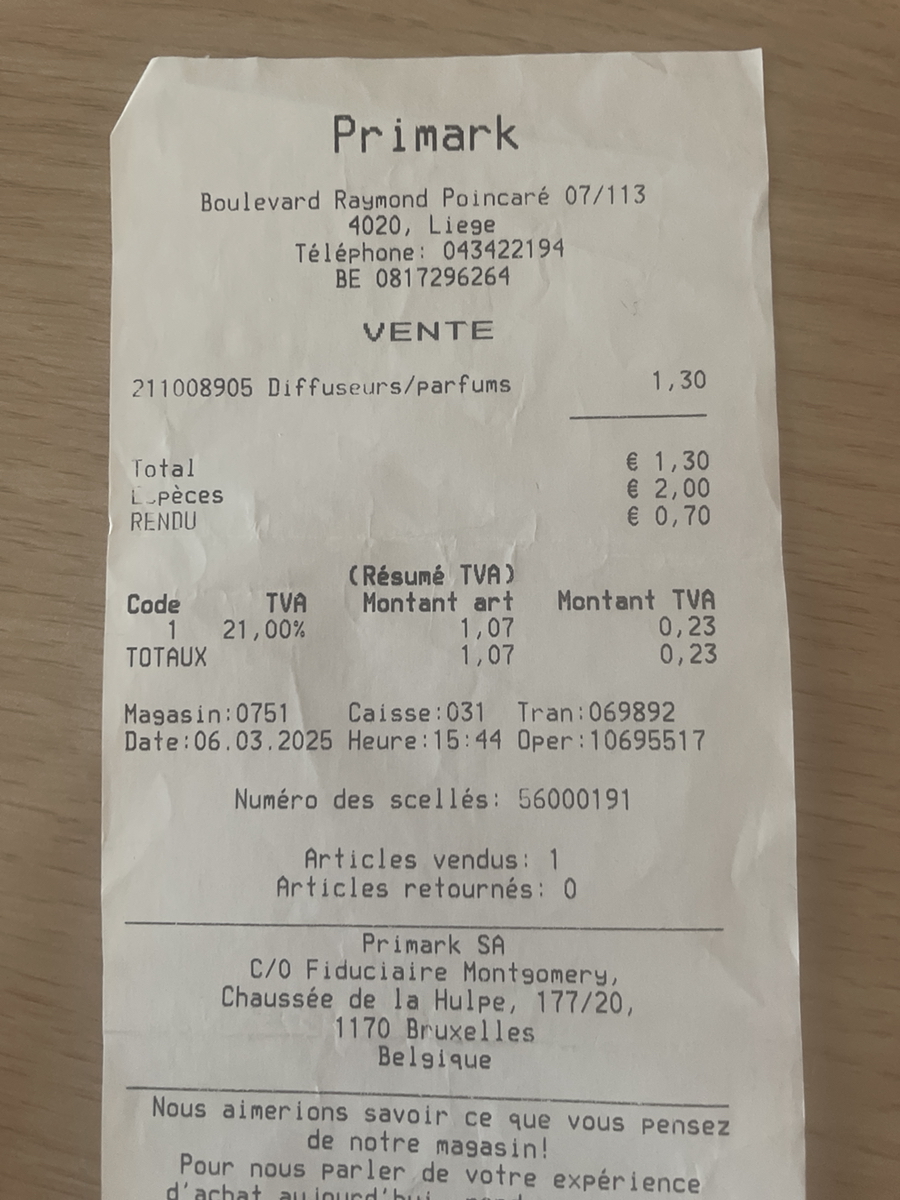 Primark
Boulevard Raymond Poincaré 07/113
4020, Liege
Téléphone: 043422194
BE 0817296264
VENTE
211008905 Diffuseurs/parfums 1,30
Total € 1,30
Espèces € 2,00
RENDU € 0,70
(Résumé TVA)
Code TVA Montant art Montant TVA
1 21,00% 1,07 0,23
TOTAUX 1,07 0,23
Magasin:0751 Caisse:031 Tran:069892
Date:06.03.2025 Heure:15:44 Oper:10695517
Numéro des scellés: 56000191
Articles vendus: 1
Articles retournés: 0
Primark SA
C/O Fiduciaire Montgomery,
Chaussée de la Hulpe, 177/20,
1170 Bruxelles
Belgique
Nous aimerions savoir ce que vous pensez
de notre magasin!
Pour nous parler de votre expérience
d'achat aujourd'hui,